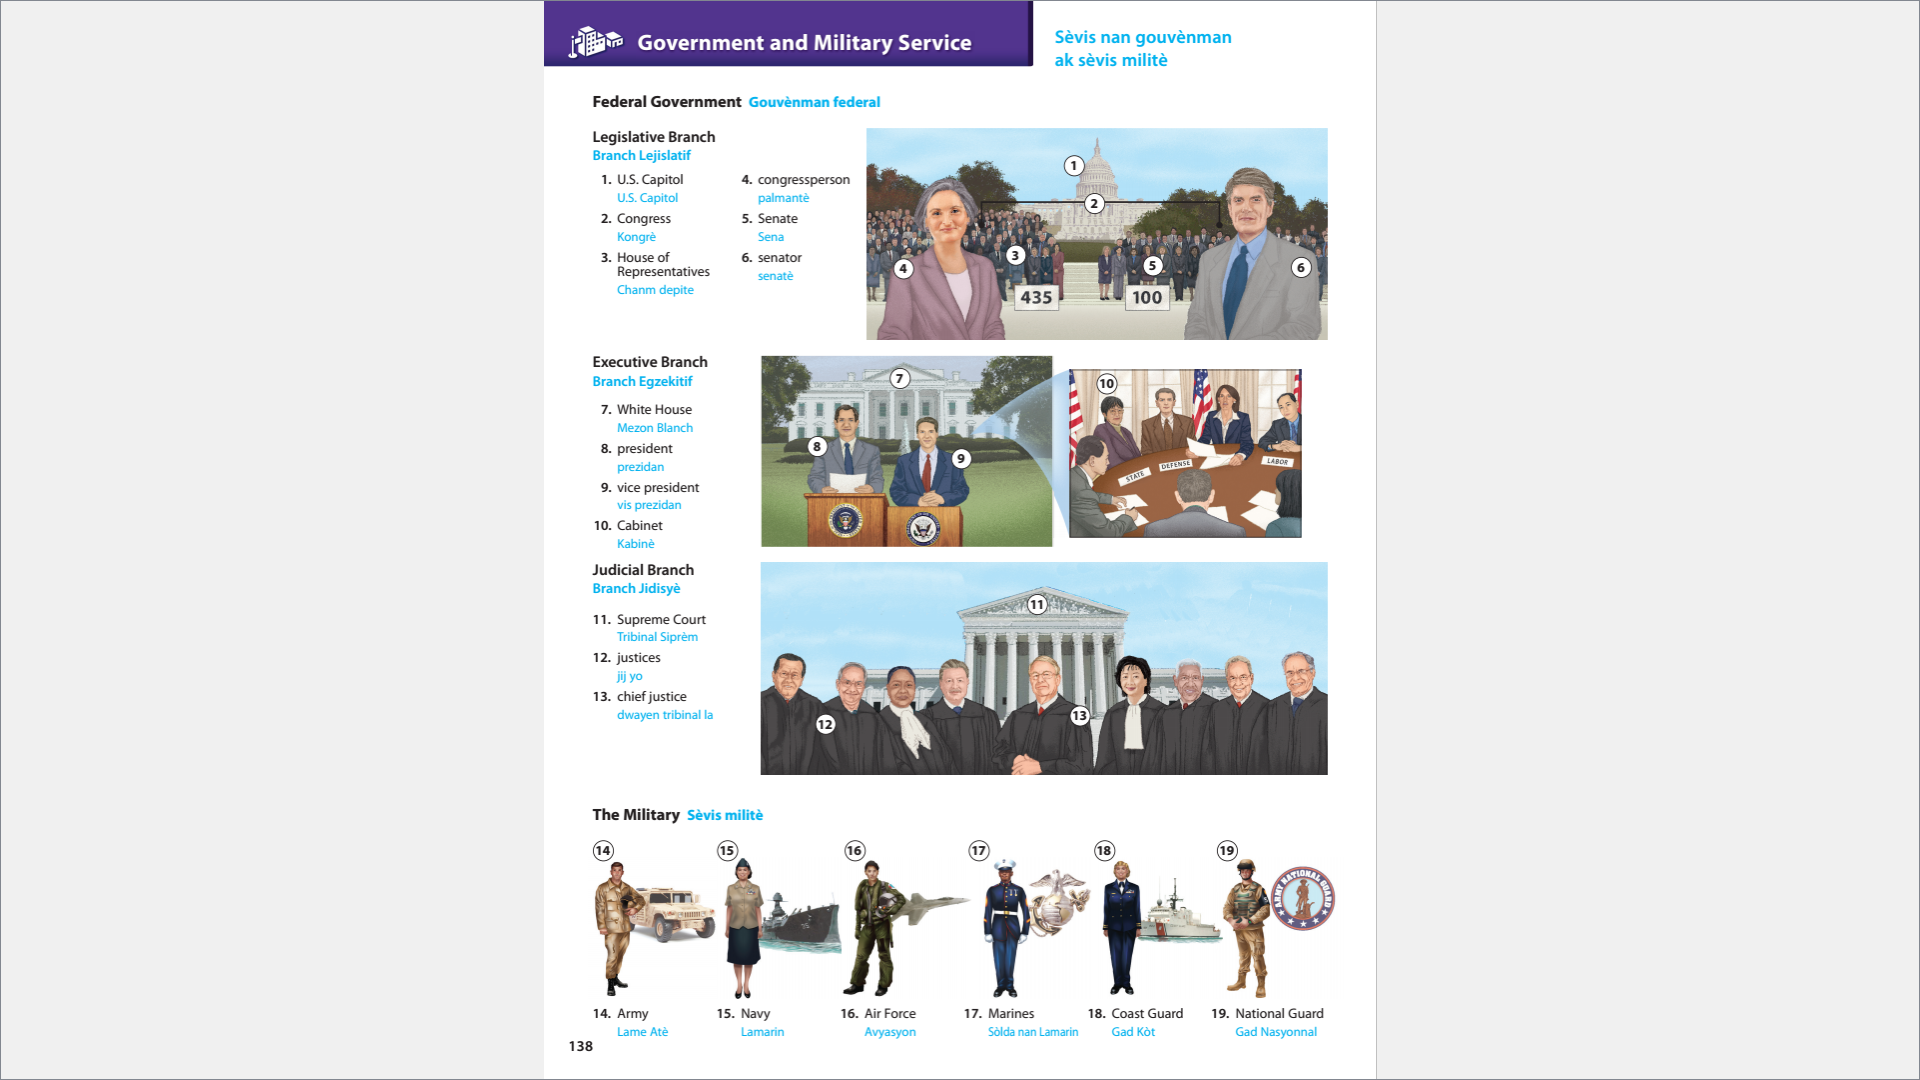 Government and Military Service
Sèvis nan gouvènman
ak sèvis militè
Federal Government Gouvènman federal
Legislative Branch
Branch Lejislatif
1. U.S. Capitol
U.S. Capitol
2. Congress
Kongrè
3. House of
Representatives
Chanm depite
4. congressperson
palmantè
5. Senate
Sena
6. senator
senatè
1
2
3
4
5
6
435
100
Executive Branch
Branch Egzekitif
7. White House
Mezon Blanch
8. president
prezidan
9. vice president
vis prezidan
10. Cabinet
Kabinè
7
8
9
10
STATE
DEFENSE
LABOR
Judicial Branch
Branch Jidisyè
11. Supreme Court
Tribinal Siprèm
12. justices
jij yo
13. chief justice
dwayen tribinal la
11
12
13
The Military Sèvis militè
14
15
16
17
18
19
ARMY NATIONAL GUARD
14. Army
Lame Atè
15. Navy
Lamarin
16. Air Force
Avyasyon
17. Marines
Sòlda nan Lamarin
18. Coast Guard
Gad Kòt
19. National Guard
Gad Nasyonnal
138